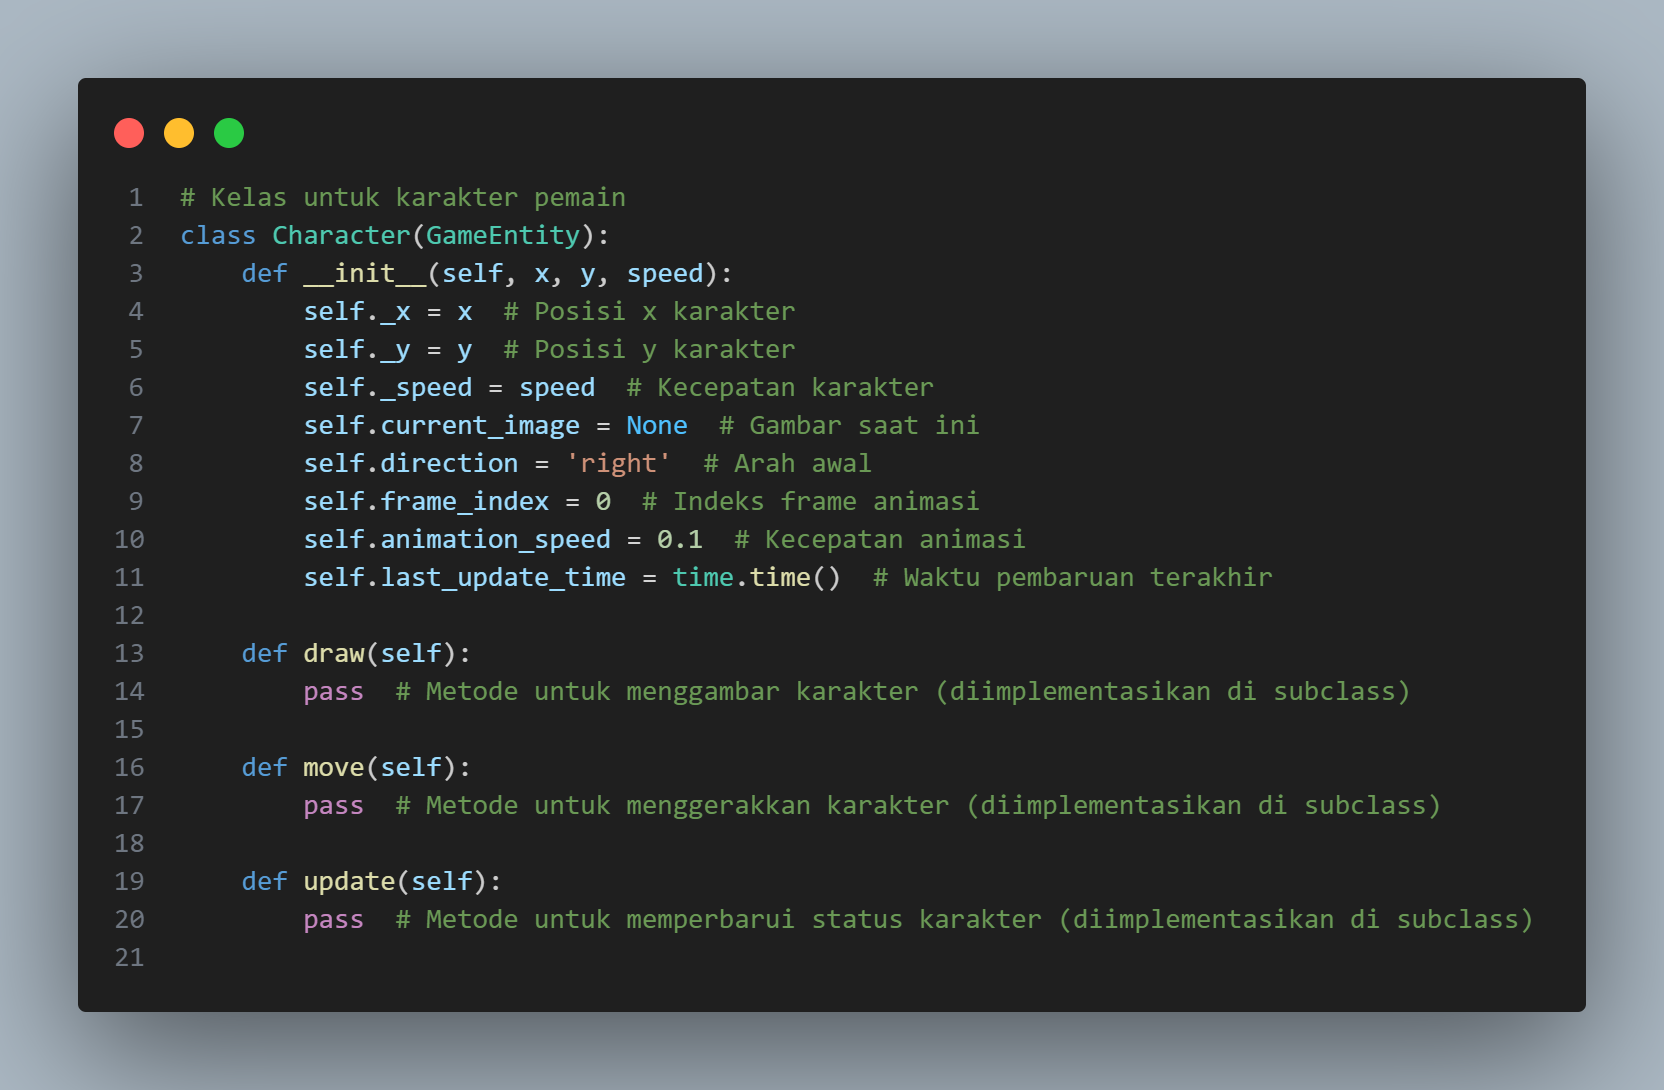 1 # Kelas untuk karakter pemain
2 class Character(GameEntity):
3     def __init__(self, x, y, speed):
4         self._x = x  # Posisi x karakter
5         self._y = y  # Posisi y karakter
6         self._speed = speed  # Kecepatan karakter
7         self.current_image = None  # Gambar saat ini
8         self.direction = 'right'  # Arah awal
9         self.frame_index = 0  # Indeks frame animasi
10         self.animation_speed = 0.1  # Kecepatan animasi
11         self.last_update_time = time.time()  # Waktu pembaruan terakhir
12
13     def draw(self):
14         pass  # Metode untuk menggambar karakter (diimplementasikan di subclass)
15
16     def move(self):
17         pass  # Metode untuk menggerakkan karakter (diimplementasikan di subclass)
18
19     def update(self):
20         pass  # Metode untuk memperbarui status karakter (diimplementasikan di subclass)
21